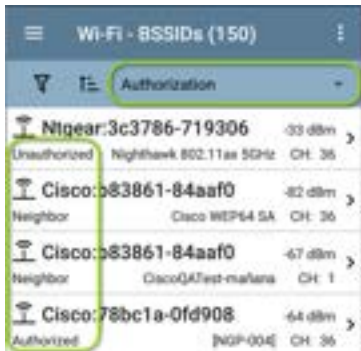 Wi-Fi - BSSIDs (150)
Authorization
Ntgear:3c3786-719306 -33 dBm
Unauthorized Nighthawk 802.11ax 5GHz CH: 36
Cisco:b83861-84aaf0 -82 dBm
Neighbor Cisco WEP64 SA CH: 36
Cisco:b83861-84aaf0 -67 dBm
Neighbor CiscoQATest-mañana CH: 1
Cisco:78bc1a-0fd908 -64 dBm
Authorized [NGP-004] CH: 36